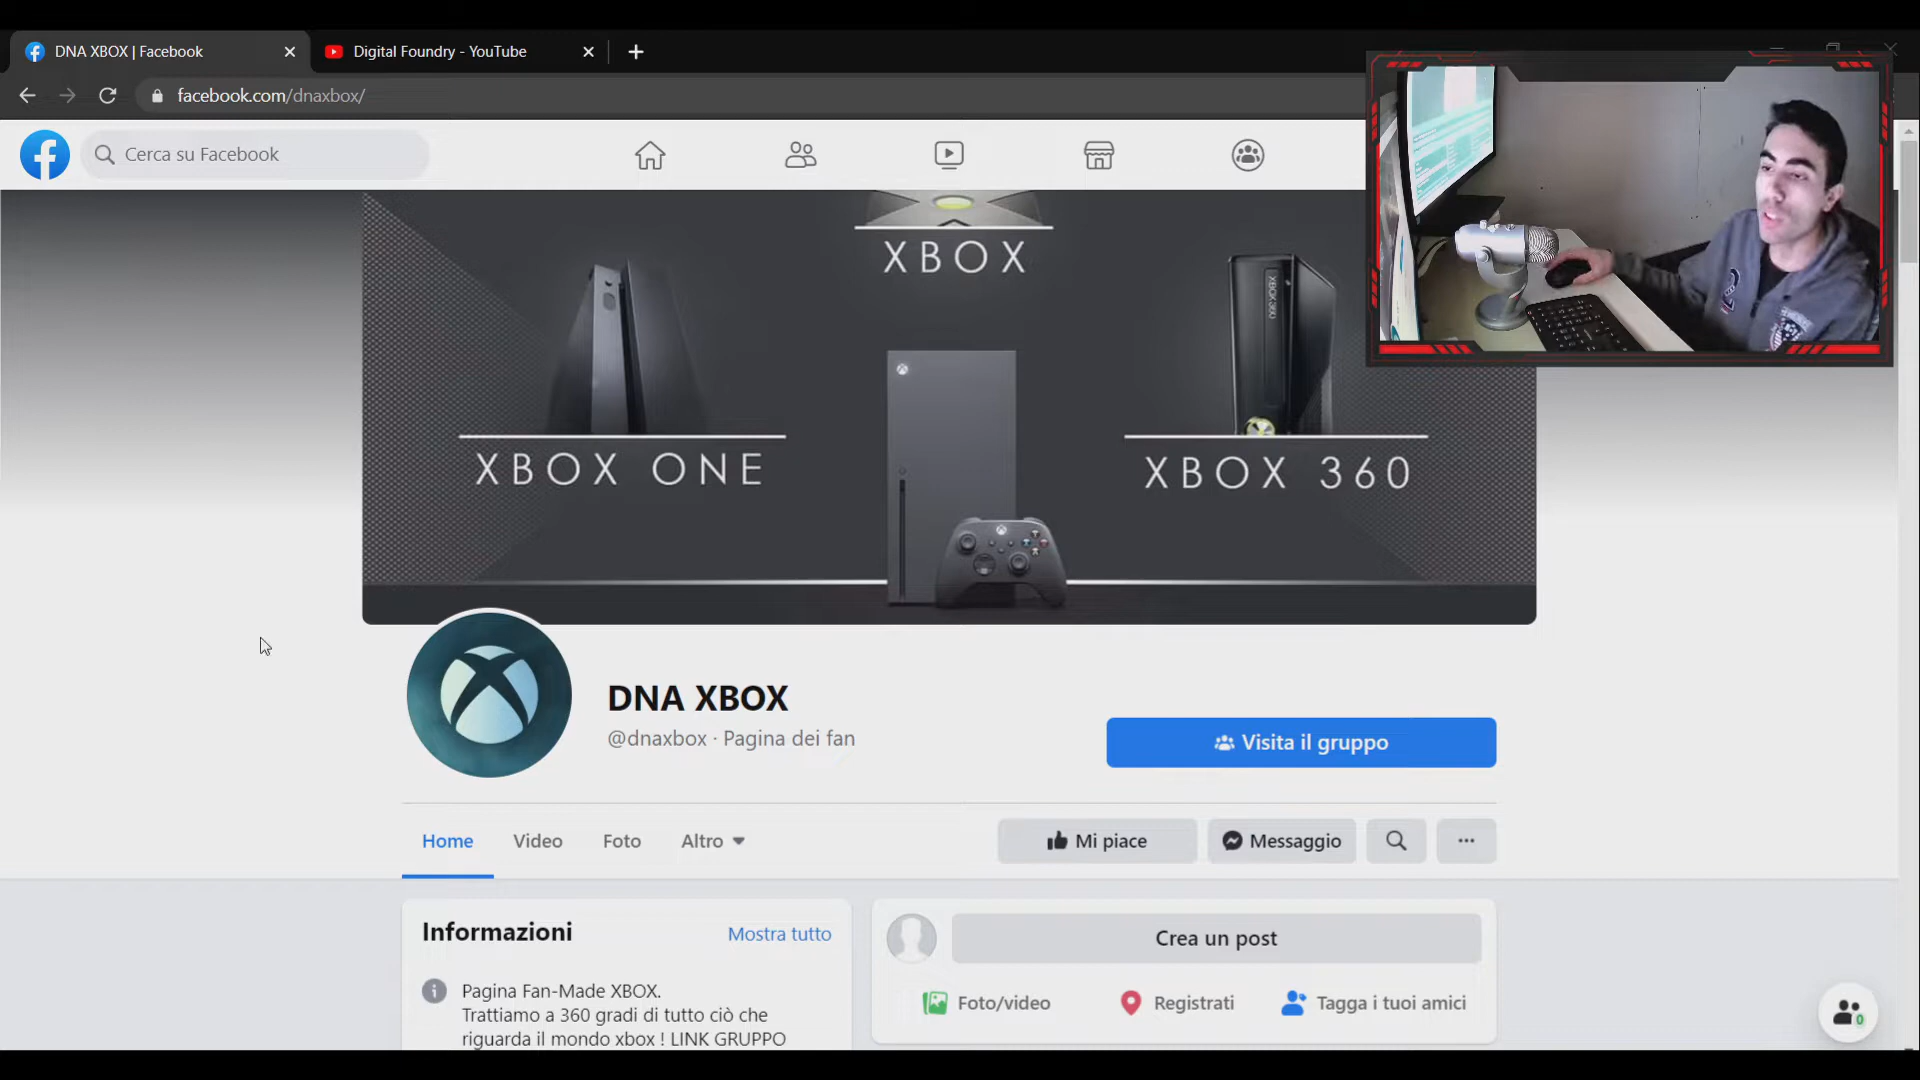 DNA XBOX | Facebook
Digital Foundry - YouTube
facebook.com/dnaxbox/
Cerca su Facebook
XBOX
XBOX 360
XBOX ONE
XBOX 360
DNA XBOX
@dnaxbox · Pagina dei fan
Visita il gruppo
Home
Video
Foto
Altro
Mi piace
Messaggio
Informazioni
Mostra tutto
Crea un post
Pagina Fan-Made XBOX.
Trattiamo a 360 gradi di tutto ciò che
riguarda il mondo xbox ! LINK GRUPPO
Foto/video
Registrati
Tagga i tuoi amici
0